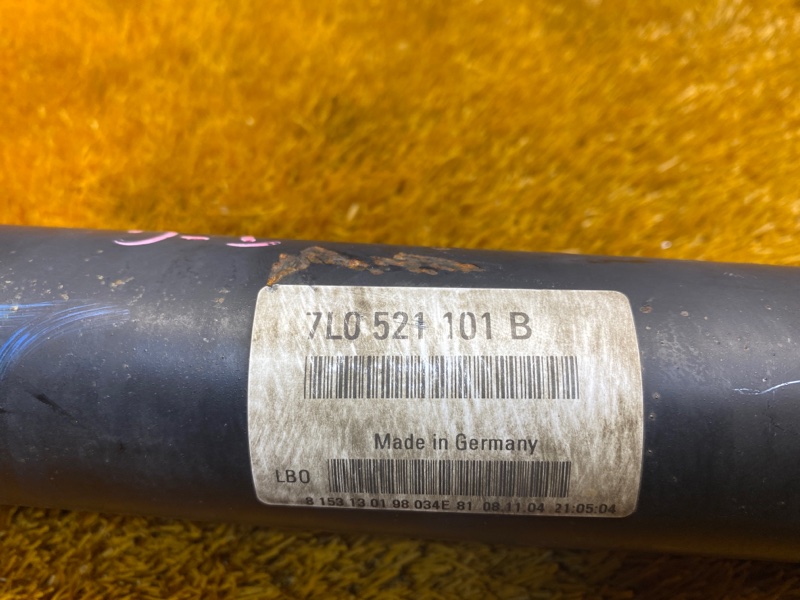 7L0 521 101 B
Made in Germany
LBO
8 153 13 01 98 034E 81 08.11.04 21:05:04